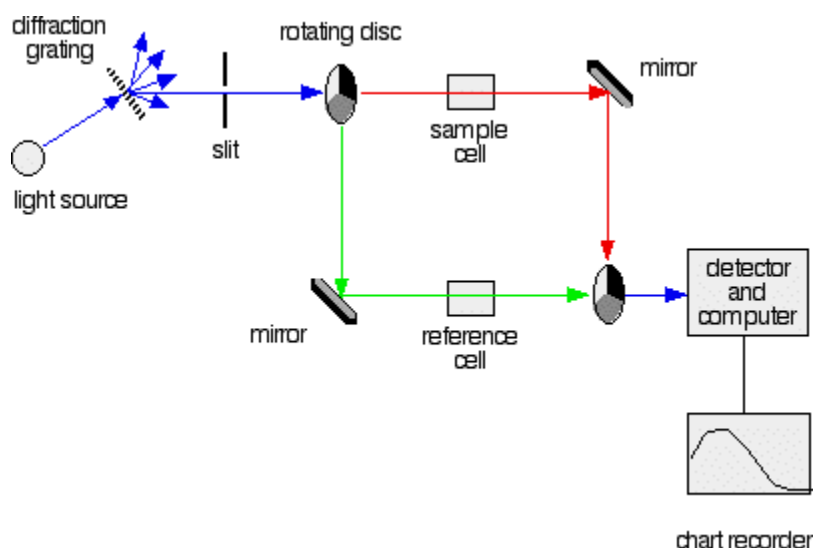 diffraction
grating
rotating disc
mirror
slit
sample
cell
light source
detector
and
computer
mirror
reference
cell
chart recorder